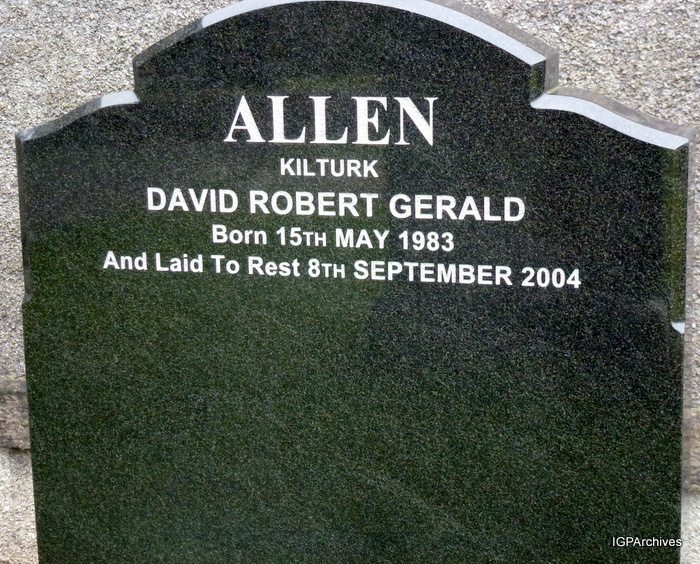 ALLEN
KILTURK
DAVID ROBERT GERALD
Born 15TH MAY 1983
And Laid To Rest 8TH SEPTEMBER 2004
IGPArchives